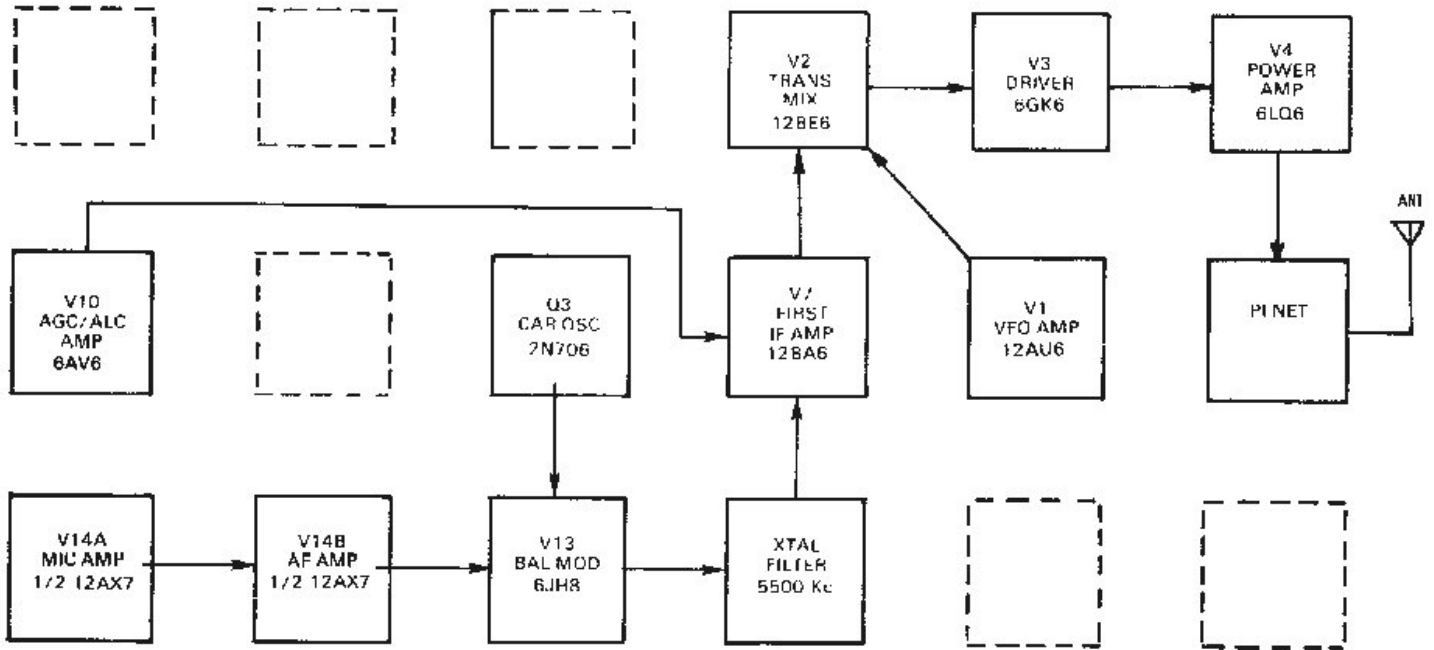 V2
TRANS
MIX
12BE6
V3
DRIVER
6GK6
V4
POWER
AMP
6LQ6
ANT
V10
AGC/ALC
AMP
6AV6
Q3
CAR OSC
2N706
V7
FIRST
IF AMP
12BA6
V1
VFO AMP
12AU6
PI NET
V14A
MIC AMP
1/2 12AX7
V14B
AF AMP
1/2 12AX7
V13
BAL MOD
6JH8
XTAL
FILTER
5500 Kc